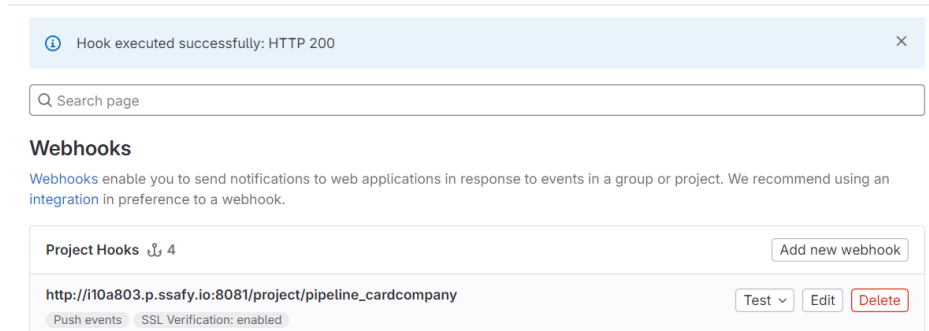 Hook executed successfully: HTTP 200
Search page
Webhooks
Webhooks enable you to send notifications to web applications in response to events in a group or project. We recommend using an
integration in preference to a webhook.
Project Hooks 4 Add new webhook
http://i10a803.p.ssafy.io:8081/project/pipeline_cardcompany Test Edit Delete
Push events SSL Verification: enabled